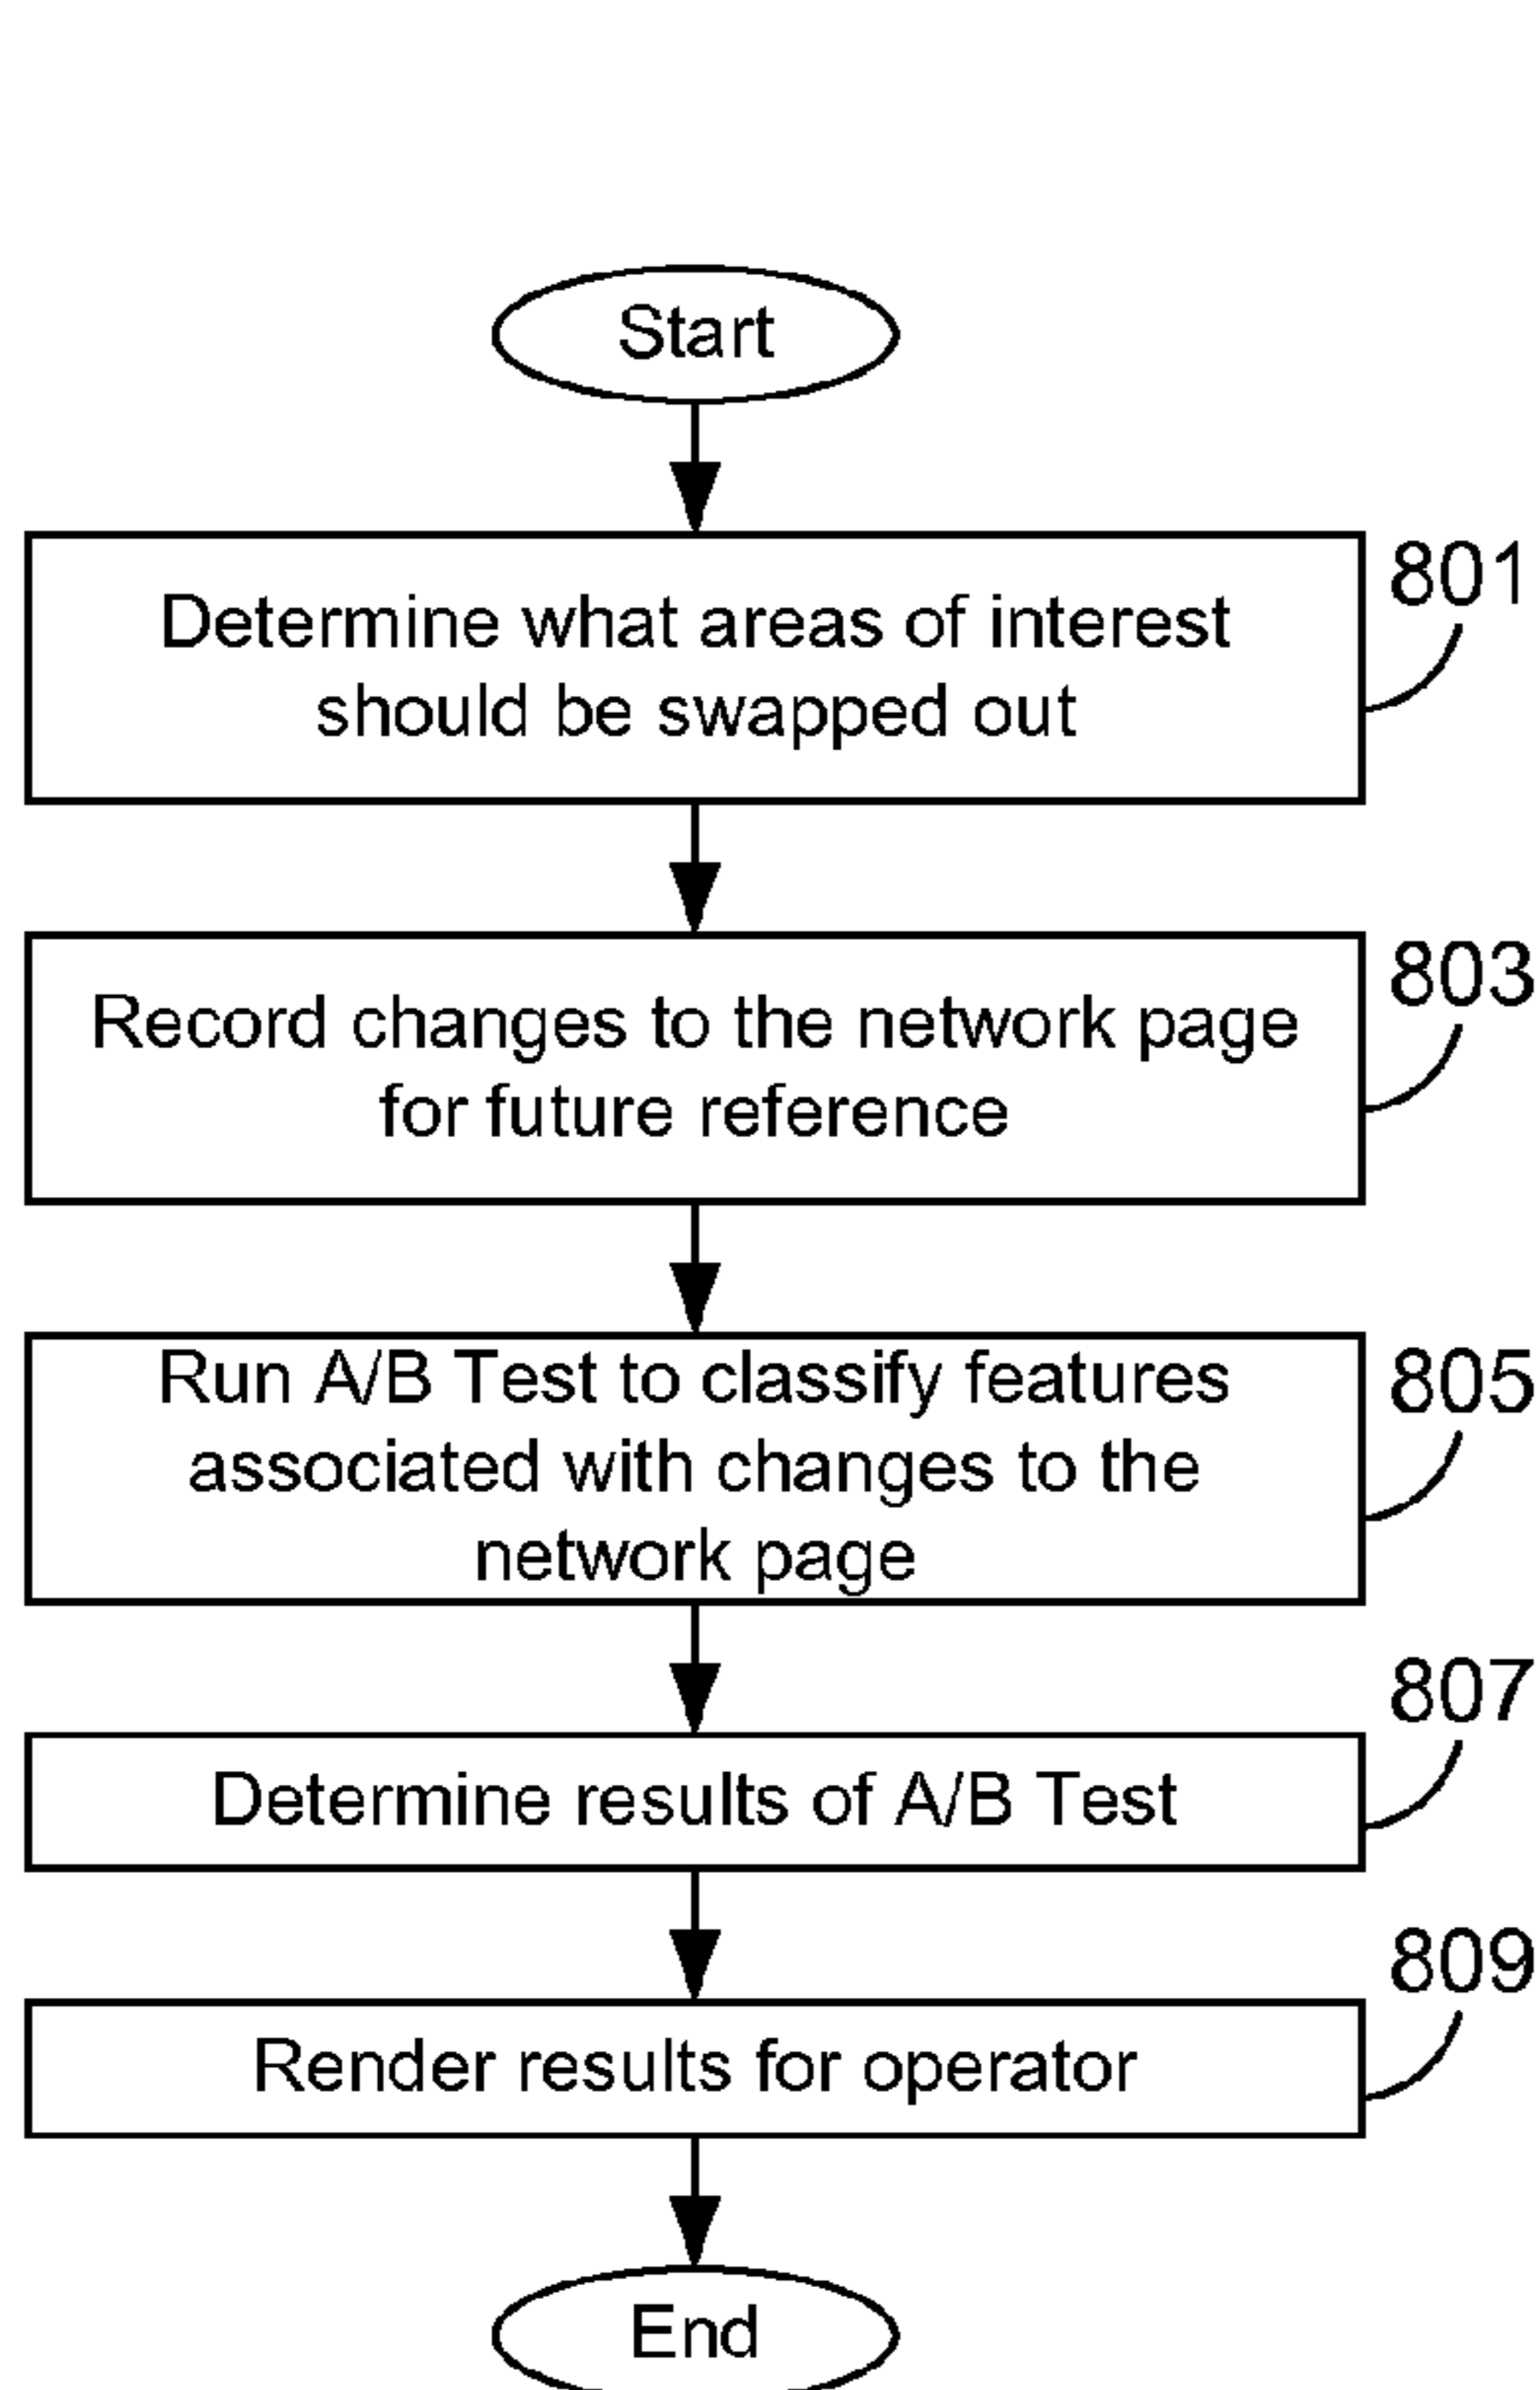 Start
801
Determine what areas of interest
should be swapped out
803
Record changes to the network page
for future reference
805
Run A/B Test to classify features
associated with changes to the
network page
807
Determine results of A/B Test
809
Render results for operator
End